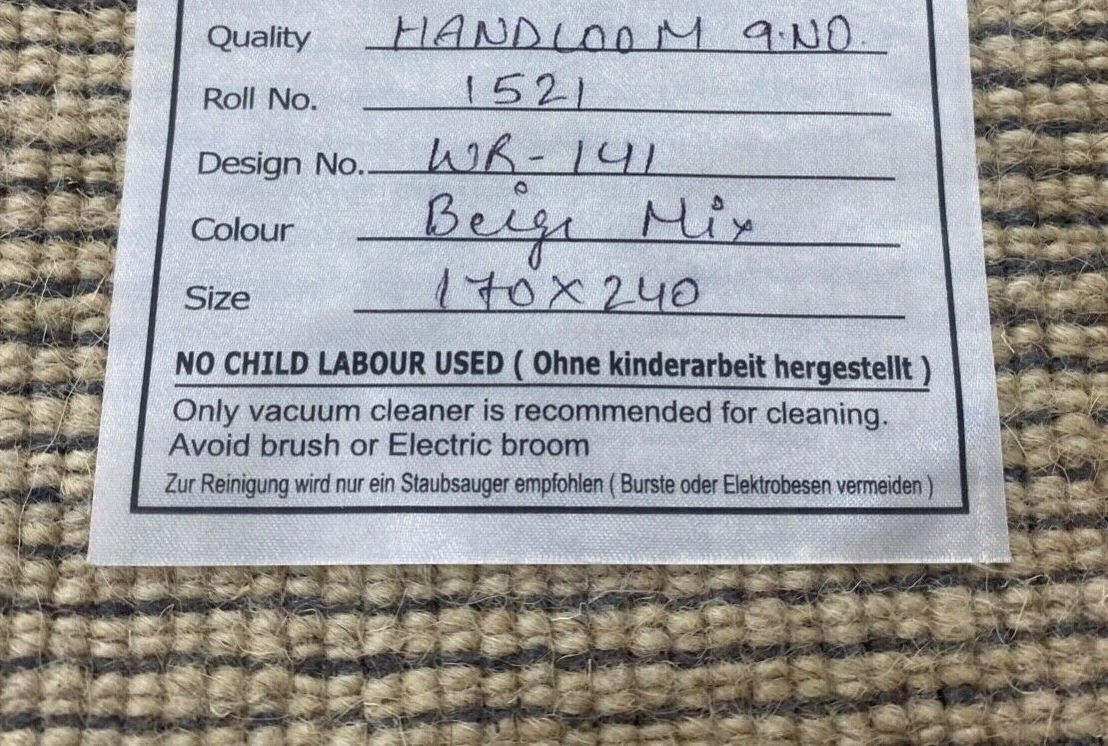 Quality HANDLOOM 9.NO.
Roll No. 1521
Design No. WR-141
Colour Beige Mix
Size 170X240
NO CHILD LABOUR USED ( Ohne kinderarbeit hergestellt )
Only vacuum cleaner is recommended for cleaning.
Avoid brush or Electric broom
Zur Reinigung wird nur ein Staubsauger empfohlen ( Burste oder Elektrobesen vermeiden )